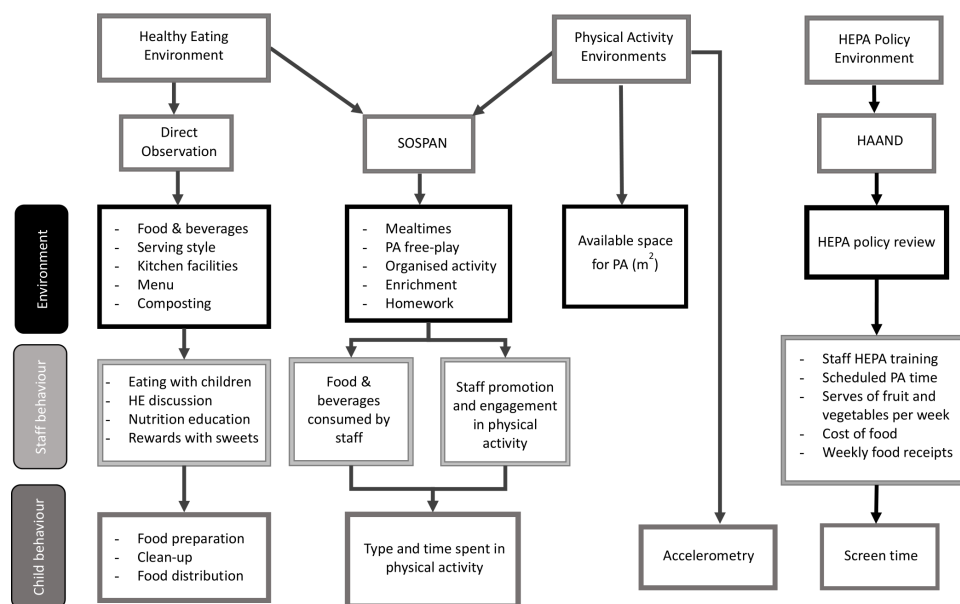 Healthy Eating
Environment
Physical Activity
Environments
HEPA Policy
Environment
Direct
Observation
SOSPAN
HAAND
Environment
- Food & beverages
- Serving style
- Kitchen facilities
- Menu
- Composting
- Mealtimes
- PA free-play
- Organised activity
- Enrichment
- Homework
Available space
for PA (m²)
HEPA policy review
Staff behaviour
- Eating with children
- HE discussion
- Nutrition education
- Rewards with sweets
Food &
beverages
consumed by
staff
Staff promotion
and engagement
in physical
activity
- Staff HEPA training
- Scheduled PA time
- Serves of fruit and
vegetables per week
- Cost of food
- Weekly food receipts
Child behaviour
- Food preparation
- Clean-up
- Food distribution
Type and time spent in
physical activity
Accelerometry
Screen time